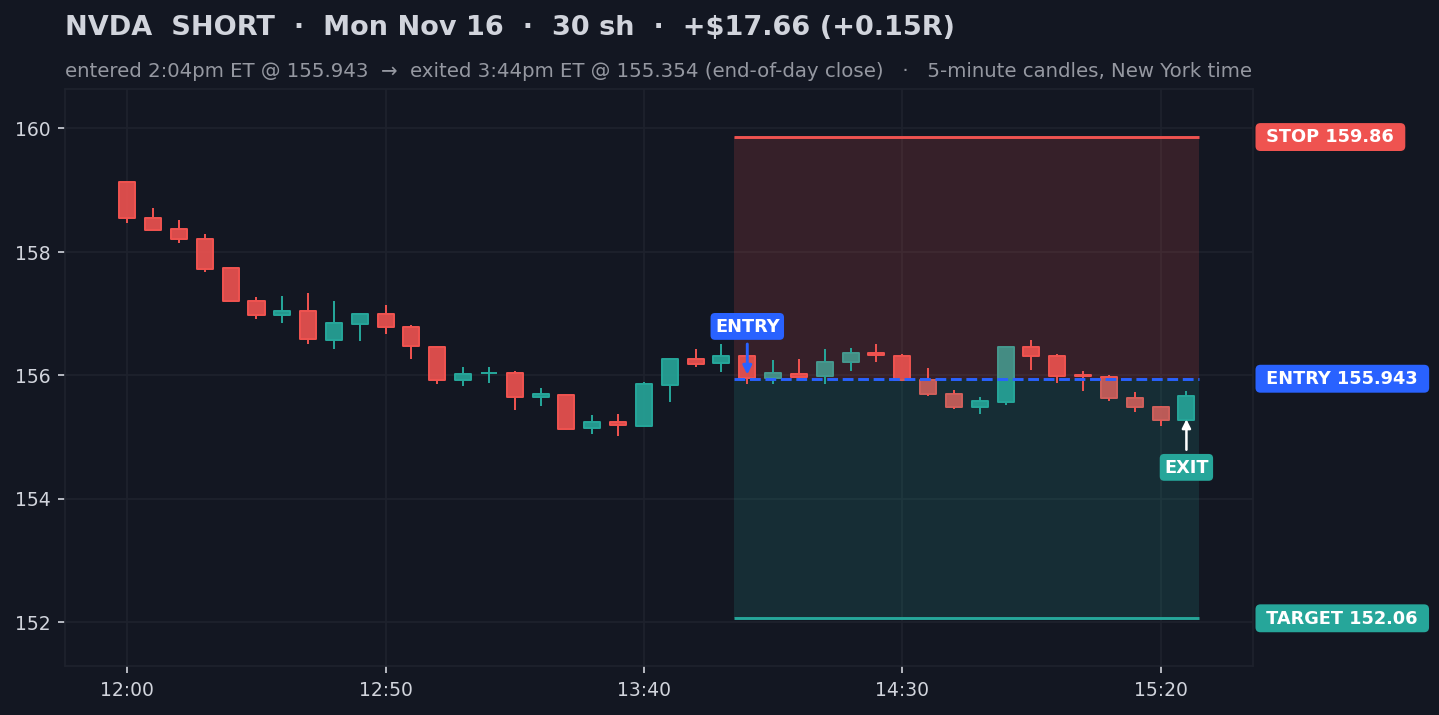 NVDA SHORT · Mon Nov 16 · 30 sh · +$17.66 (+0.15R)
entered 2:04pm ET @ 155.943 → exited 3:44pm ET @ 155.354 (end-of-day close) · 5-minute candles, New York time
160
STOP 159.86
158
ENTRY
156
ENTRY 155.943
EXIT
154
152
TARGET 152.06
12:00 12:50 13:40 14:30 15:20